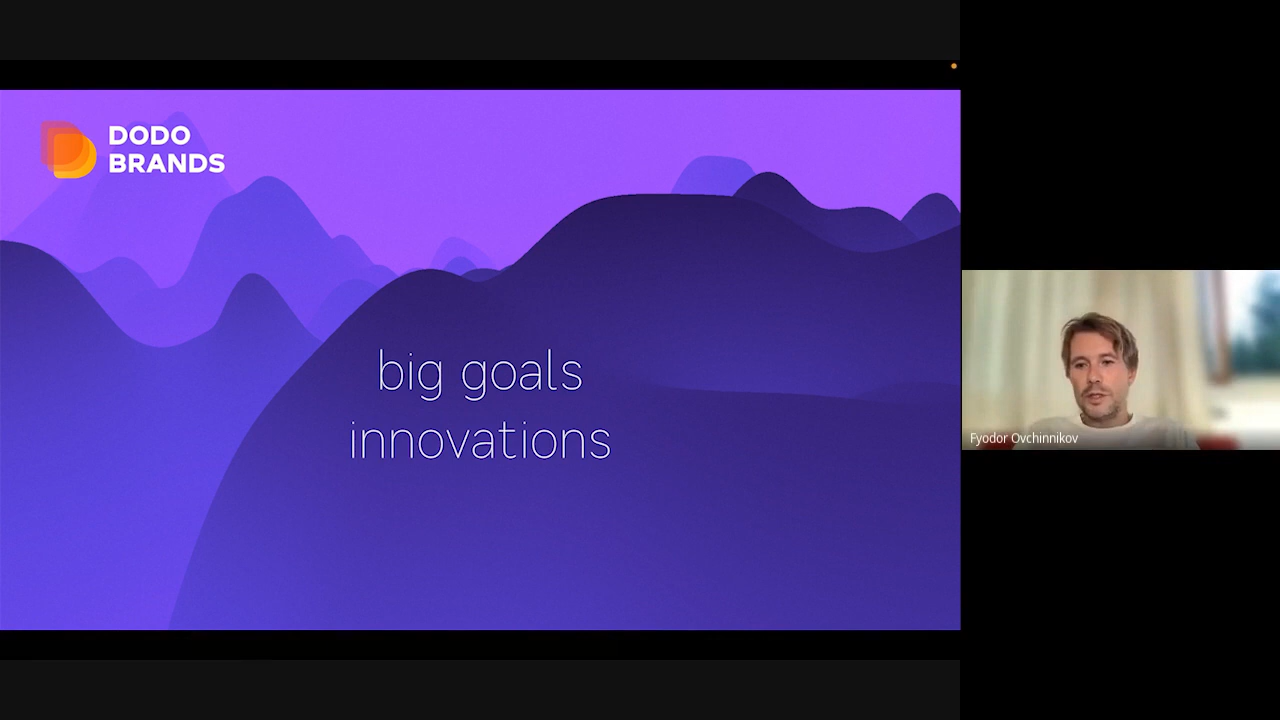 DODO
BRANDS
big goals
innovations
Fyodor Ovchinnikov